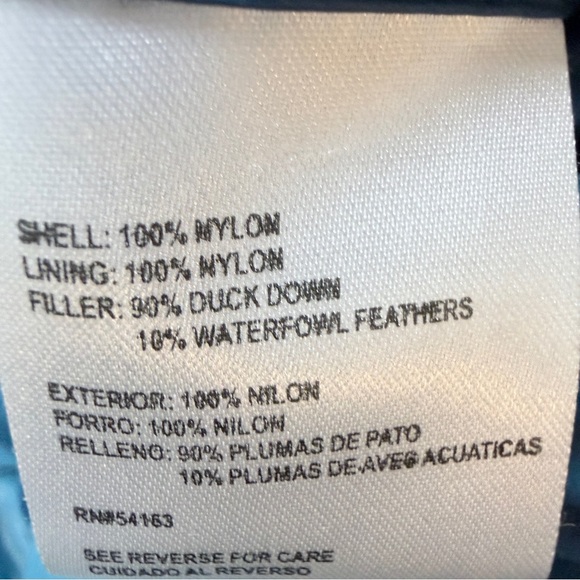 SHELL: 100% NYLON
LINING: 100% NYLON
FILLER: 90% DUCK DOWN
10% WATERFOWL FEATHERS
EXTERIOR: 100% NILON
FORRO: 100% NILON
RELLENO: 90% PLUMAS DE PATO
10% PLUMAS DE AVES ACUATICAS
RN#54163
SEE REVERSE FOR CARE
CUIDADO AL REVERSO